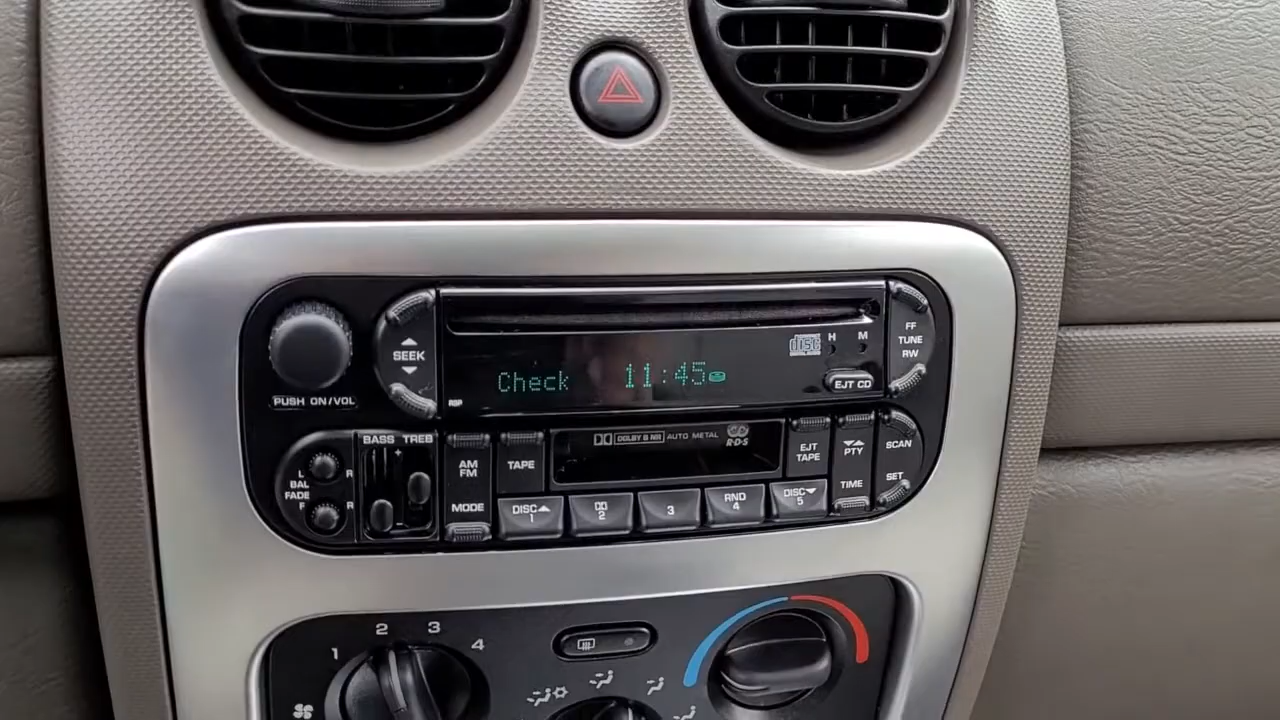 PUSH ON/VOL
SEEK
Check 11:45
disc
H M
EJT CD
RSP
FF
TUNE
RW
BASS TREB
L
BAL R
FADE
F R
AM
FM
MODE
TAPE
DOLBY B NR AUTO METAL R·D·S
EJT
TAPE
PTY
TIME
SCAN
SET
DISC
1
2
3
RND
4
DISC
5
1 2 3 4